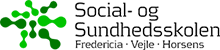 Social- og
Sundhedsskolen
Fredericia · Vejle · Horsens